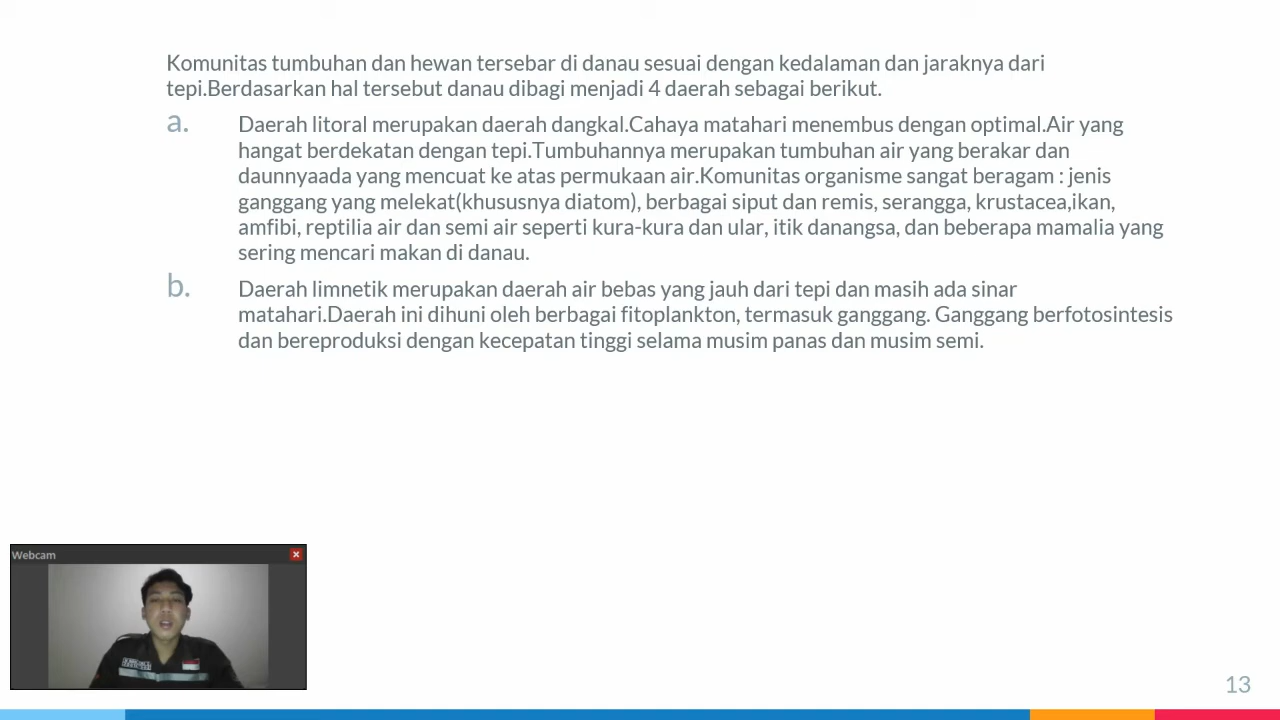 Komunitas tumbuhan dan hewan tersebar di danau sesuai dengan kedalaman dan jaraknya dari
tepi.Berdasarkan hal tersebut danau dibagi menjadi 4 daerah sebagai berikut.
a. Daerah litoral merupakan daerah dangkal.Cahaya matahari menembus dengan optimal.Air yang
hangat berdekatan dengan tepi.Tumbuhannya merupakan tumbuhan air yang berakar dan
daunnyaada yang mencuat ke atas permukaan air.Komunitas organisme sangat beragam : jenis
ganggang yang melekat(khususnya diatom), berbagai siput dan remis, serangga, krustacea,ikan,
amfibi, reptilia air dan semi air seperti kura-kura dan ular, itik danangsa, dan beberapa mamalia yang
sering mencari makan di danau.
b. Daerah limnetik merupakan daerah air bebas yang jauh dari tepi dan masih ada sinar
matahari.Daerah ini dihuni oleh berbagai fitoplankton, termasuk ganggang. Ganggang berfotosintesis
dan bereproduksi dengan kecepatan tinggi selama musim panas dan musim semi.
Webcam
13